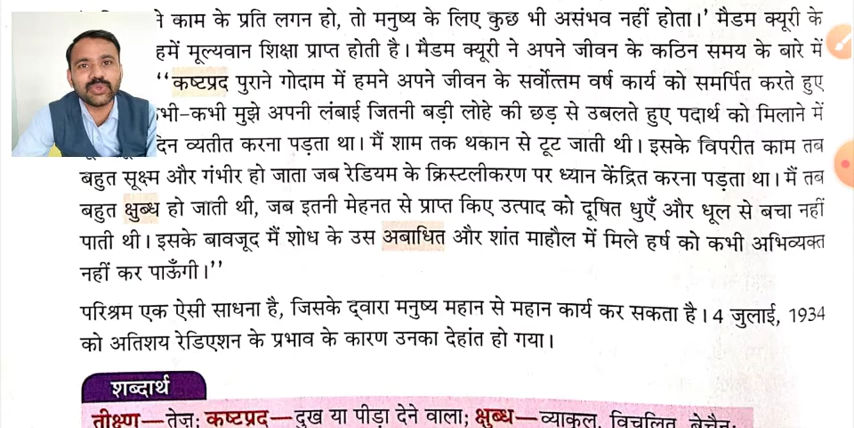 ने काम के प्रति लगन हो, तो मनुष्य के लिए कुछ भी असंभव नहीं होता।’ मैडम क्यूरी के
हमें मूल्यवान शिक्षा प्राप्त होती है। मैडम क्यूरी ने अपने जीवन के कठिन समय के बारे में
‘‘कष्टप्रद पुराने गोदाम में हमने अपने जीवन के सर्वोत्तम वर्ष कार्य को समर्पित करते हुए
भी-कभी मुझे अपनी लंबाई जितनी बड़ी लोहे की छड़ से उबलते हुए पदार्थ को मिलाने में
दिन व्यतीत करना पड़ता था। मैं शाम तक थकान से टूट जाती थी। इसके विपरीत काम तब
बहुत सूक्ष्म और गंभीर हो जाता जब रेडियम के क्रिस्टलीकरण पर ध्यान केंद्रित करना पड़ता था। मैं तब
बहुत क्षुब्ध हो जाती थी, जब इतनी मेहनत से प्राप्त किए उत्पाद को दूषित धुएँ और धूल से बचा नहीं
पाती थी। इसके बावजूद मैं शोध के उस अबाधित और शांत माहौल में मिले हर्ष को कभी अभिव्यक्त
नहीं कर पाऊँगी।’’
परिश्रम एक ऐसी साधना है, जिसके द्वारा मनुष्य महान से महान कार्य कर सकता है। 4 जुलाई, 1934
को अतिशय रेडिएशन के प्रभाव के कारण उनका देहांत हो गया।
शब्दार्थ
तीक्ष्ण—तेज़; कष्टप्रद—दुख या पीड़ा देने वाला; क्षुब्ध—व्याकुल, विचलित, बेचैन;